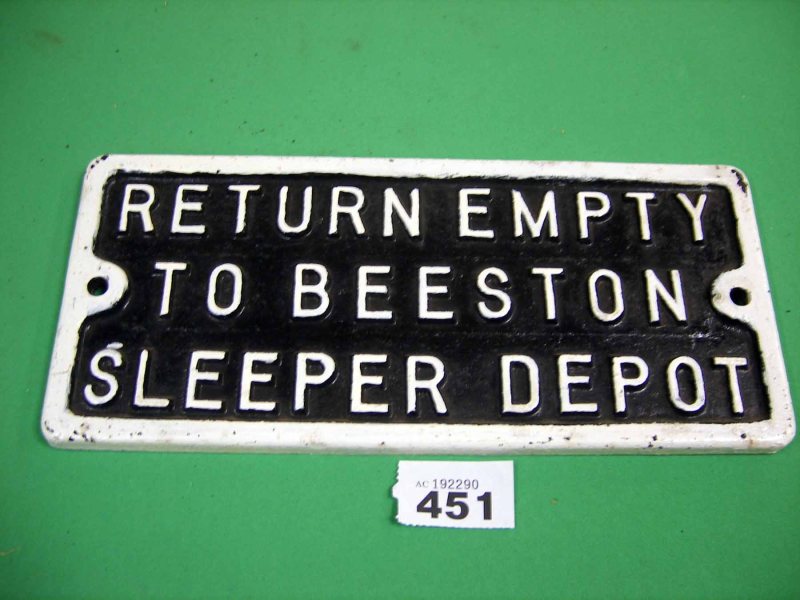 RETURN EMPTY
TO BEESTON
SLEEPER DEPOT
AC 192290
451